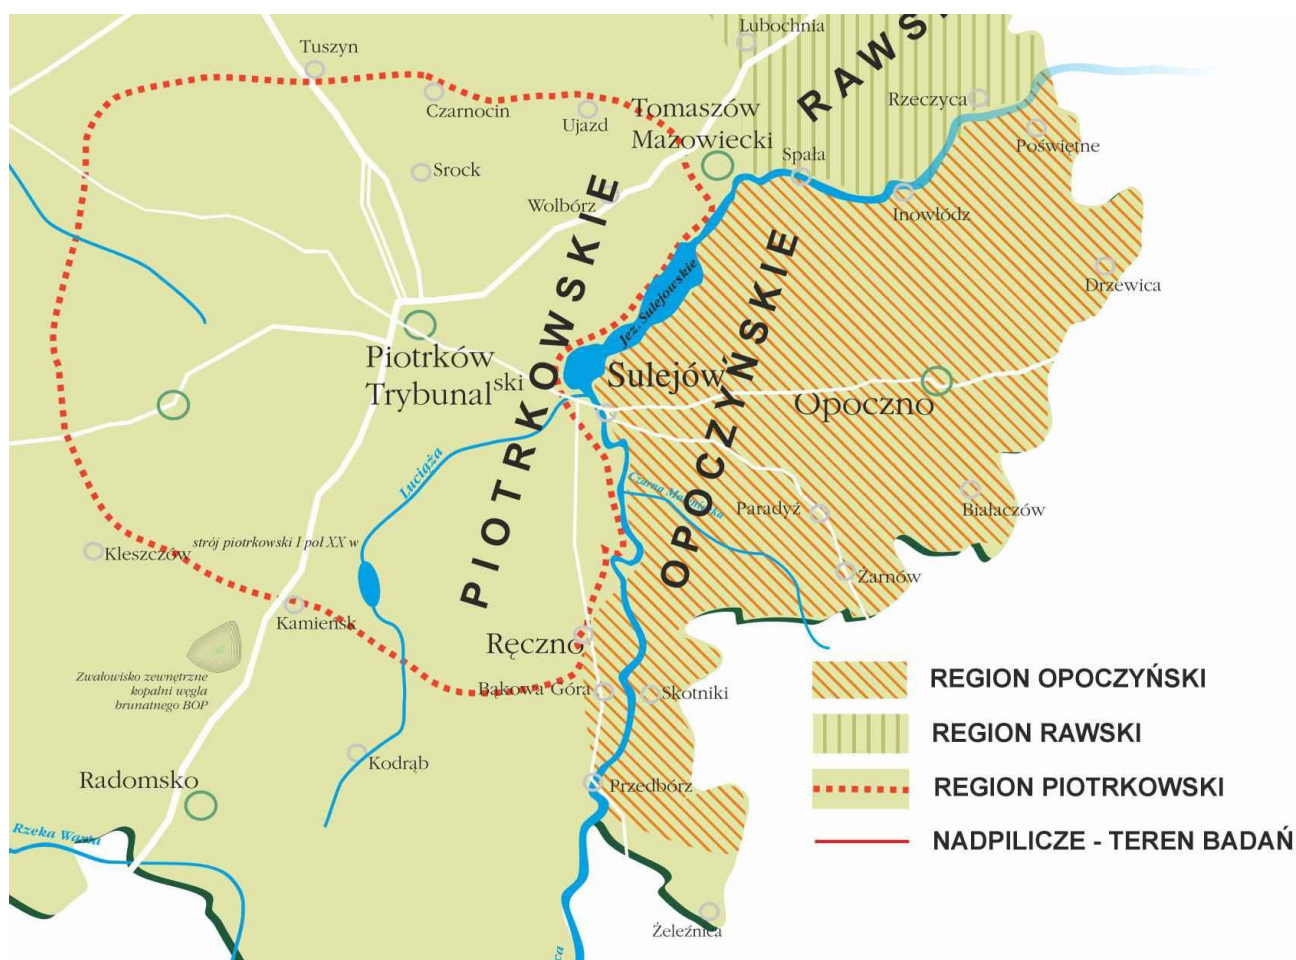 Lubochnia
RAWS
Tuszyn
Czarnocin
Ujazd
Tomaszów
Mazowiecki
Rzeczyca
Poświętne
Spała
Srock
Wolbórz
Inowłódz
Drzewica
Jez. Sulejowskie
PIOTRKOWSKIE
OPOCZYŃSKIE
Piotrków
Trybunalski
Sulejów
Opoczno
Luciąża
Paradyż
Białaczów
Kleszczów
strój piotrkowski I poł XX w
Żarnów
Kamieńsk
Ręczno
Zwałowisko zewnętrzne
kopalni węgla
brunatnego BOP
Bąkowa Góra
Skotniki
Kodrąb
Radomsko
Przedbórz
Rzeka Warta
Żeleźnica
ca
REGION OPOCZYŃSKI
REGION RAWSKI
REGION PIOTRKOWSKI
NADPILICZE - TEREN BADAŃ